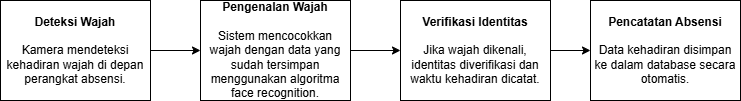 Deteksi Wajah
Kamera mendeteksi
kehadiran wajah di depan
perangkat absensi.
Pengenalan Wajah
Sistem mencocokkan
wajah dengan data yang
sudah tersimpan
menggunakan algoritma
face recognition.
Verifikasi Identitas
Jika wajah dikenali,
identitas diverifikasi dan
waktu kehadiran dicatat.
Pencatatan Absensi
Data kehadiran disimpan
ke dalam database secara
otomatis.